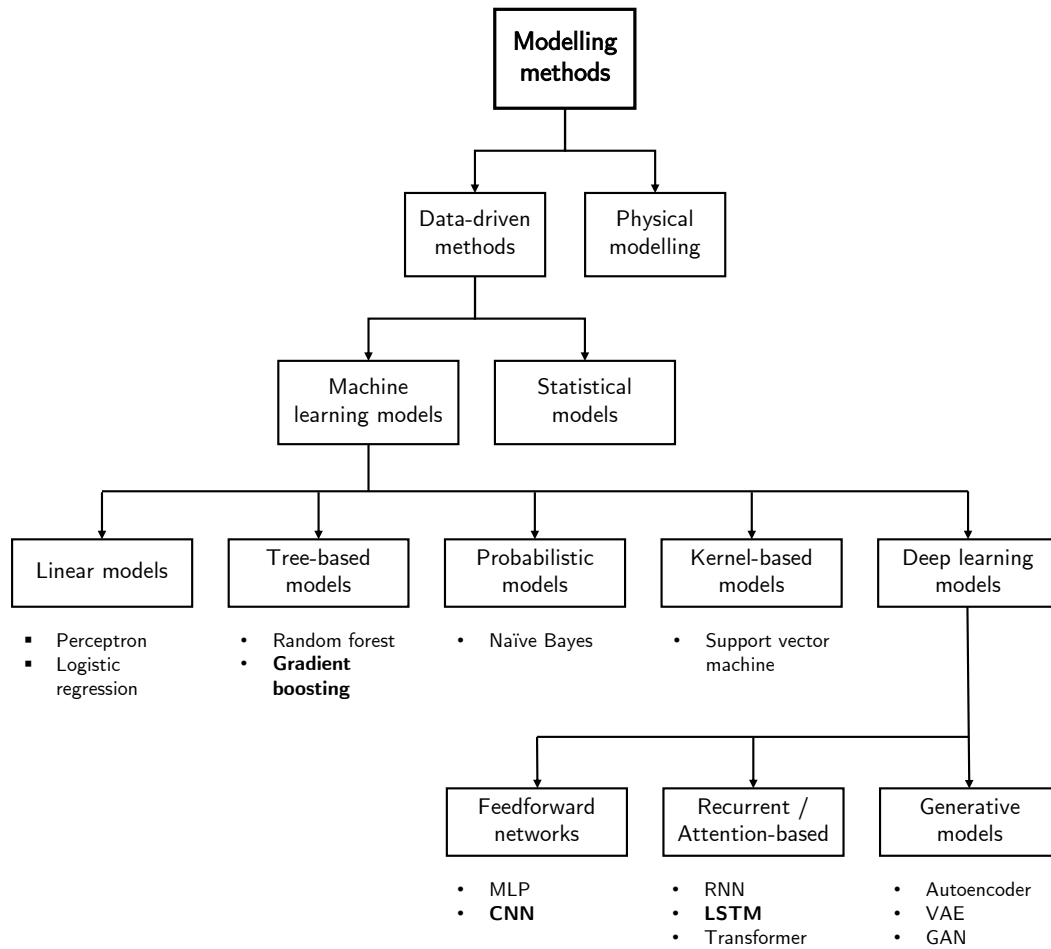 Modelling
methods
Data-driven
methods
Physical
modelling
Machine
learning models
Statistical
models
Linear models
Tree-based
models
Probabilistic
models
Kernel-based
models
Deep learning
models
▪ Perceptron
▪ Logistic
regression
• Random forest
• Gradient
boosting
• Naïve Bayes
• Support vector
machine
Feedforward
networks
Recurrent /
Attention-based
Generative
models
• MLP
• CNN
• RNN
• LSTM
• Transformer
• Autoencoder
• VAE
• GAN